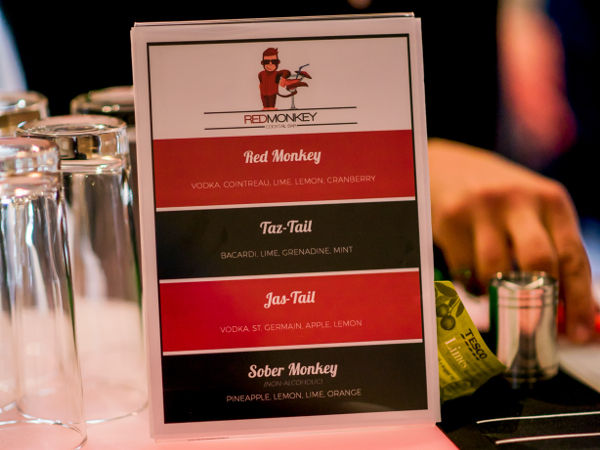 REDMONKEY
COCKTAIL BAR
Red Monkey
VODKA, COINTREAU, LIME, LEMON, CRANBERRY
Taz-Tail
BACARDI, LIME, GRENADINE, MINT
Jas-Tail
VODKA, ST. GERMAIN, APPLE, LEMON
Sober Monkey
(NON-ALCOHOLIC)
PINEAPPLE, LEMON, LIME, ORANGE
TESCO
Limes